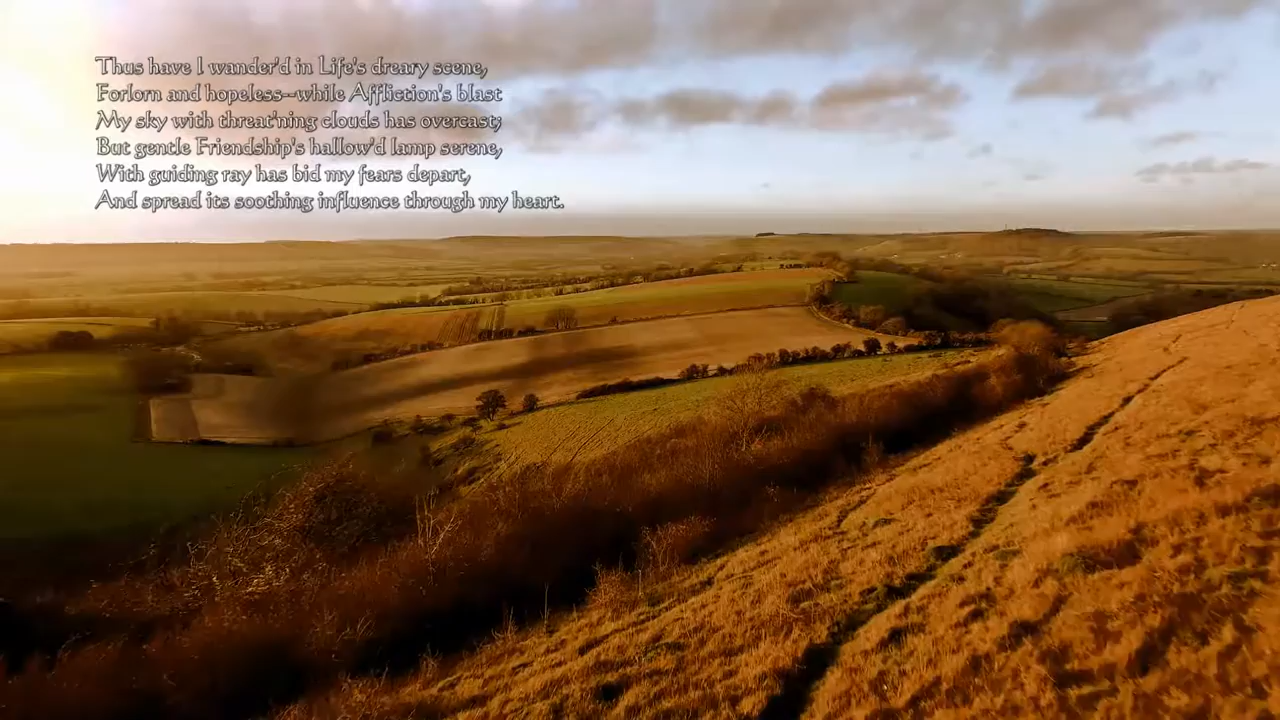 Thus have I wander'd in Life's dreary scene,
Forlorn and hopeless--while Affliction's blast
My sky with threat'ning clouds has overcast;
But gentle Friendship's hallow'd lamp serene,
With guiding ray has bid my fears depart,
And spread its soothing influence through my heart.